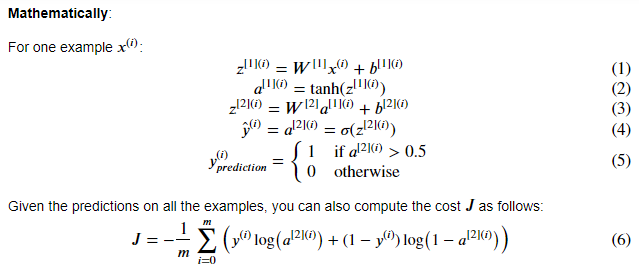 Mathematically:
For one example x^(i):
z^[1](i) = W^[1] x^(i) + b^[1](i) (1)
a^[1](i) = tanh(z^[1](i)) (2)
z^[2](i) = W^[2] a^[1](i) + b^[2](i) (3)
ŷ^(i) = a^[2](i) = σ(z^[2](i)) (4)
y^(i)_prediction = { 1 if a^[2](i) > 0.5
0 otherwise (5)
Given the predictions on all the examples, you can also compute the cost J as follows:
J = − 1/m ∑_{i=0}^{m} ( y^(i) log(a^[2](i)) + (1 − y^(i)) log(1 − a^[2](i)) ) (6)